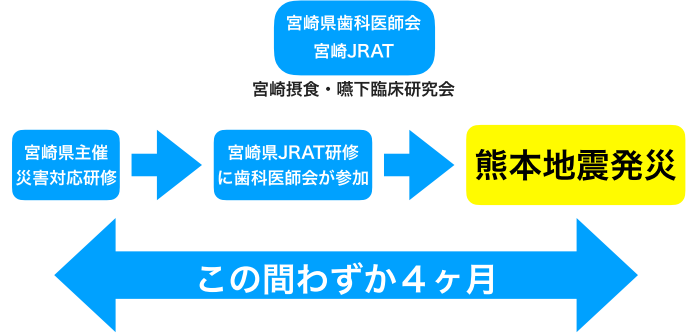 宮崎県歯科医師会
宮崎JRAT
宮崎摂食・嚥下臨床研究会
宮崎県主催
災害対応研修
宮崎県JRAT研修
に歯科医師会が参加
熊本地震発災
この間わずか４ヶ月